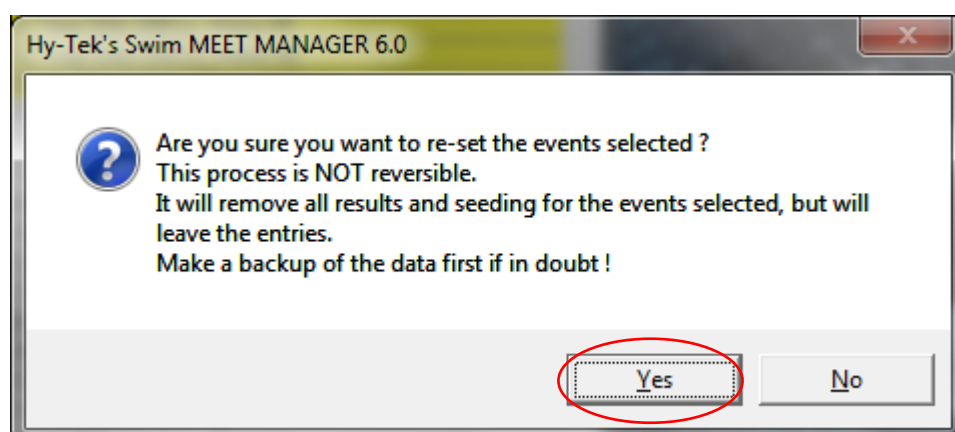 Hy-Tek's Swim MEET MANAGER 6.0
Are you sure you want to re-set the events selected ?
This process is NOT reversible.
It will remove all results and seeding for the events selected, but will
leave the entries.
Make a backup of the data first if in doubt !
Yes No